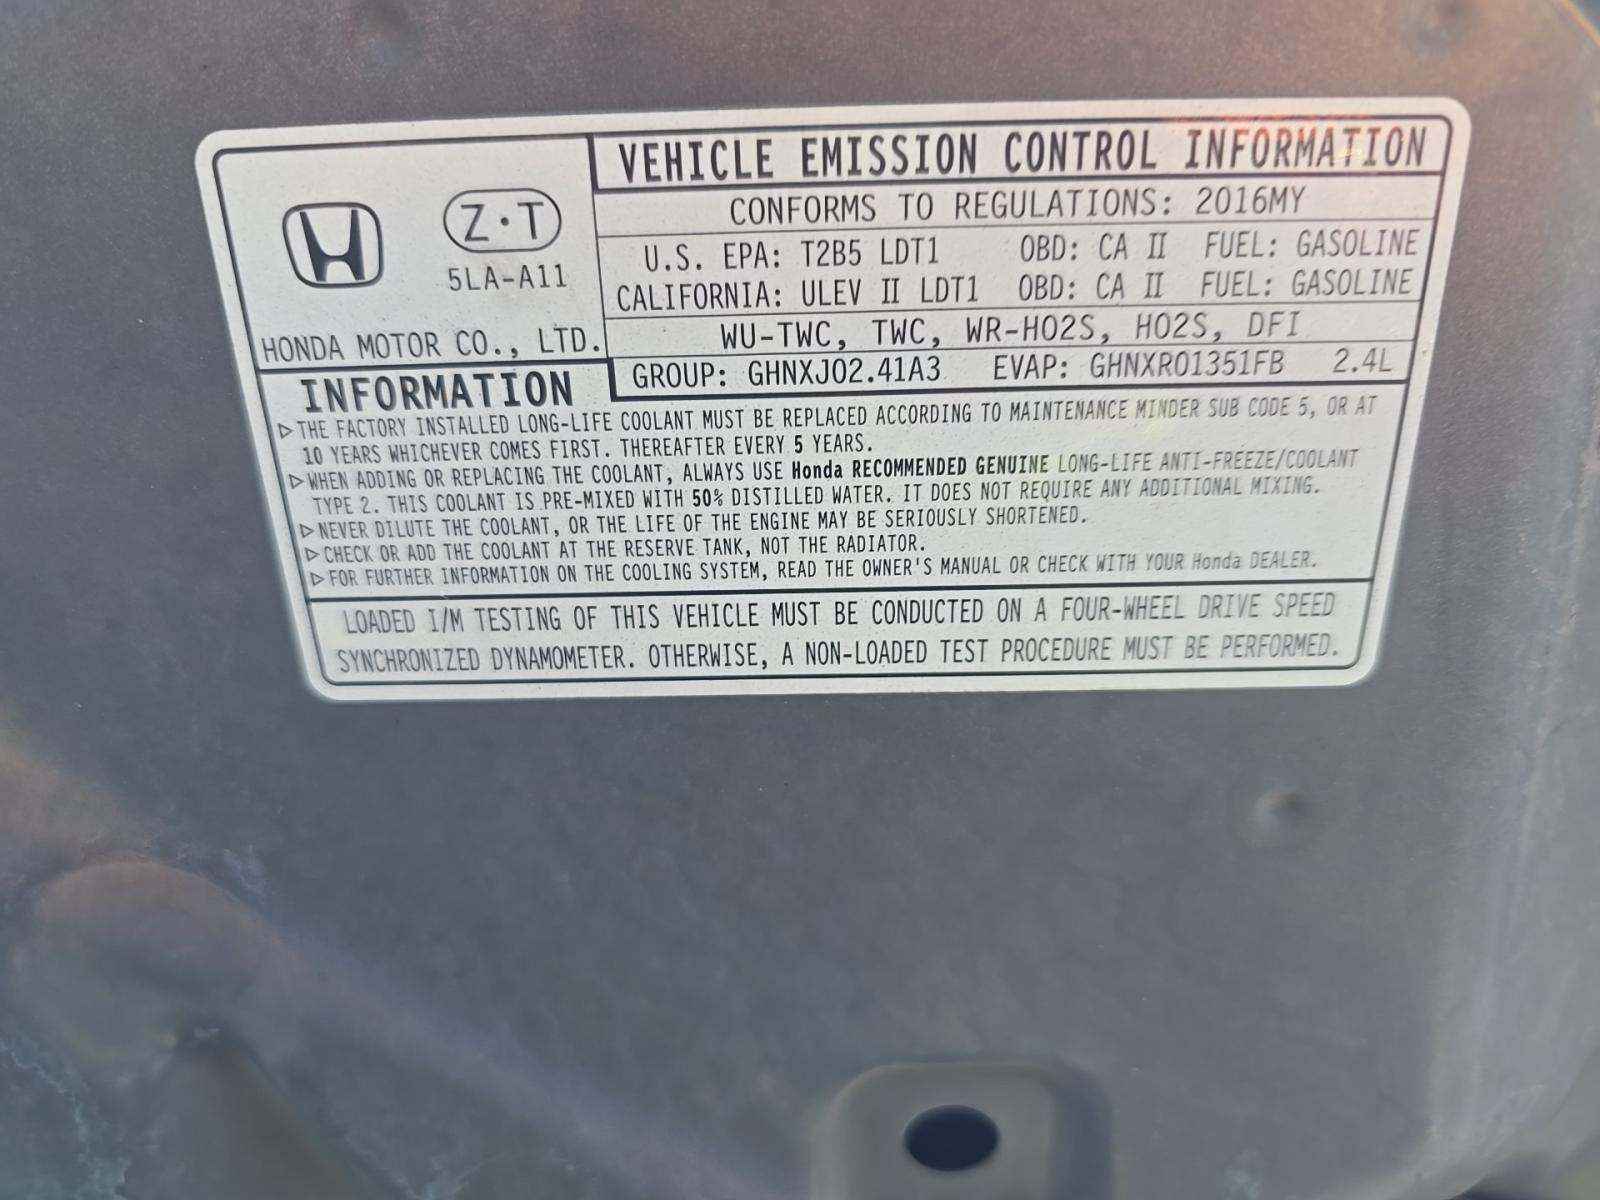 VEHICLE EMISSION CONTROL INFORMATION
CONFORMS TO REGULATIONS: 2016MY
Z·T
5LA-A11
U.S. EPA: T2B5 LDT1 OBD: CA II FUEL: GASOLINE
CALIFORNIA: ULEV II LDT1 OBD: CA II FUEL: GASOLINE
HONDA MOTOR CO., LTD.
WU-TWC, TWC, WR-HO2S, HO2S, DFI
GROUP: GHNXJ02.41A3 EVAP: GHNXR01351FB 2.4L
INFORMATION
▷THE FACTORY INSTALLED LONG-LIFE COOLANT MUST BE REPLACED ACCORDING TO MAINTENANCE MINDER SUB CODE 5, OR AT
10 YEARS WHICHEVER COMES FIRST. THEREAFTER EVERY 5 YEARS.
▷WHEN ADDING OR REPLACING THE COOLANT, ALWAYS USE Honda RECOMMENDED GENUINE LONG-LIFE ANTI-FREEZE/COOLANT
TYPE 2. THIS COOLANT IS PRE-MIXED WITH 50% DISTILLED WATER. IT DOES NOT REQUIRE ANY ADDITIONAL MIXING.
▷NEVER DILUTE THE COOLANT, OR THE LIFE OF THE ENGINE MAY BE SERIOUSLY SHORTENED.
▷CHECK OR ADD THE COOLANT AT THE RESERVE TANK, NOT THE RADIATOR.
▷FOR FURTHER INFORMATION ON THE COOLING SYSTEM, READ THE OWNER'S MANUAL OR CHECK WITH YOUR Honda DEALER.
LOADED I/M TESTING OF THIS VEHICLE MUST BE CONDUCTED ON A FOUR-WHEEL DRIVE SPEED
SYNCHRONIZED DYNAMOMETER. OTHERWISE, A NON-LOADED TEST PROCEDURE MUST BE PERFORMED.